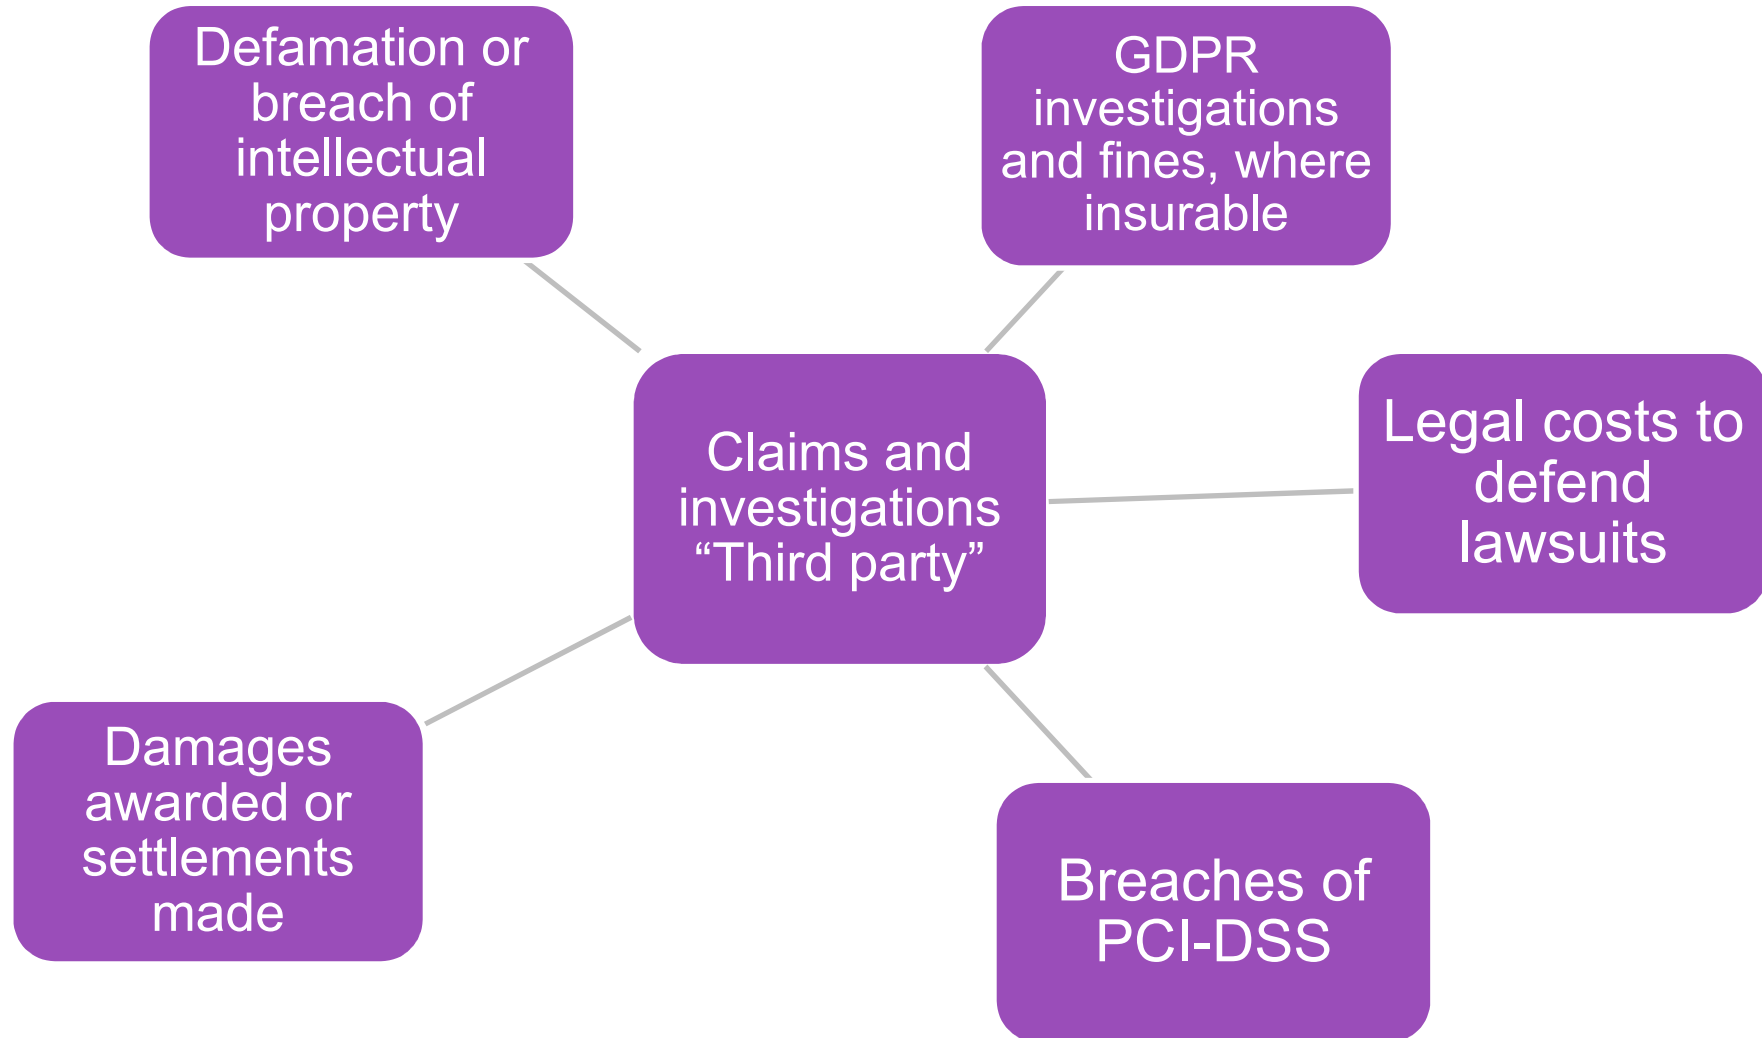 Defamation or
breach of
intellectual
property
GDPR
investigations
and fines, where
insurable
Claims and
investigations
“Third party”
Legal costs to
defend
lawsuits
Damages
awarded or
settlements
made
Breaches of
PCI-DSS